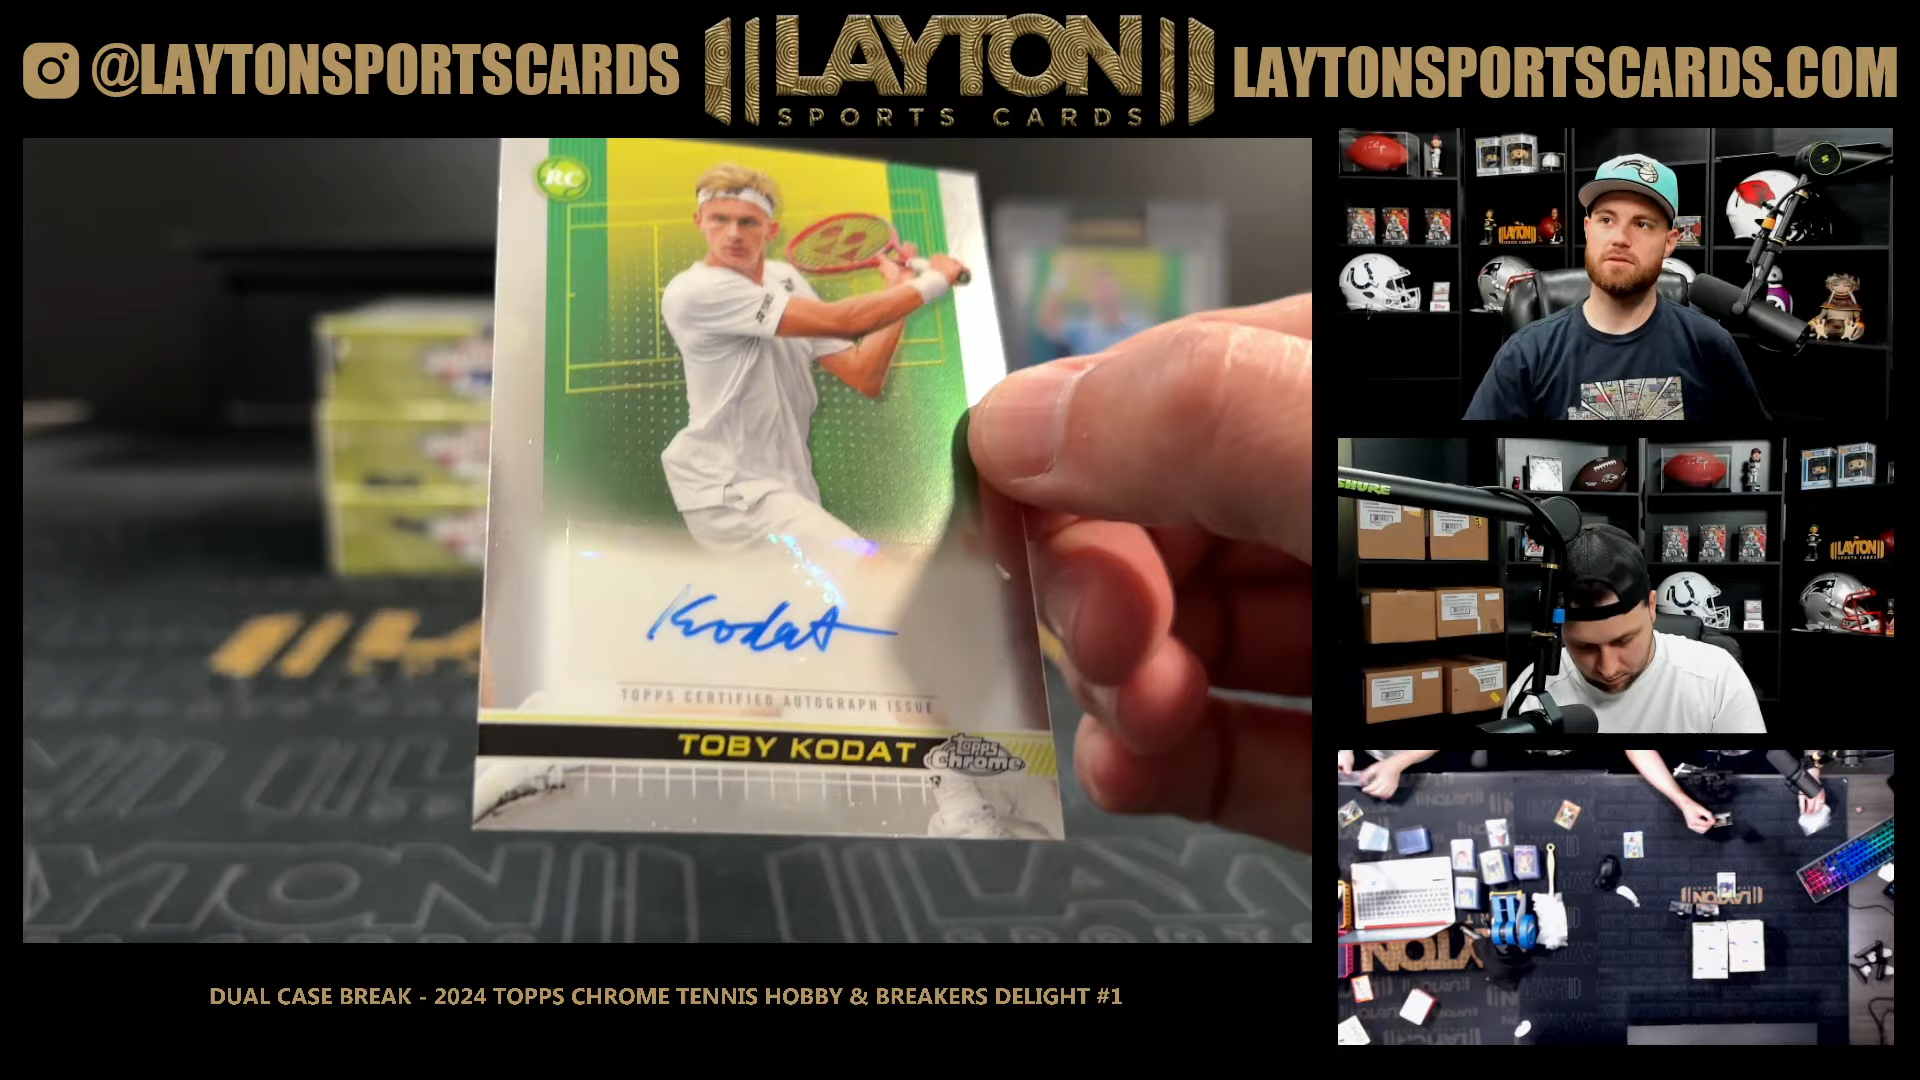 @LAYTONSPORTSCARDS
LAYTON
SPORTS CARDS
LAYTONSPORTSCARDS.COM
RC
Kodat
TOPPS CERTIFIED AUTOGRAPH ISSUE
TOBY KODAT
TOPPS
Chrome
SHURE
LAYTON
LAYTON
DUAL CASE BREAK - 2024 TOPPS CHROME TENNIS HOBBY & BREAKERS DELIGHT #1